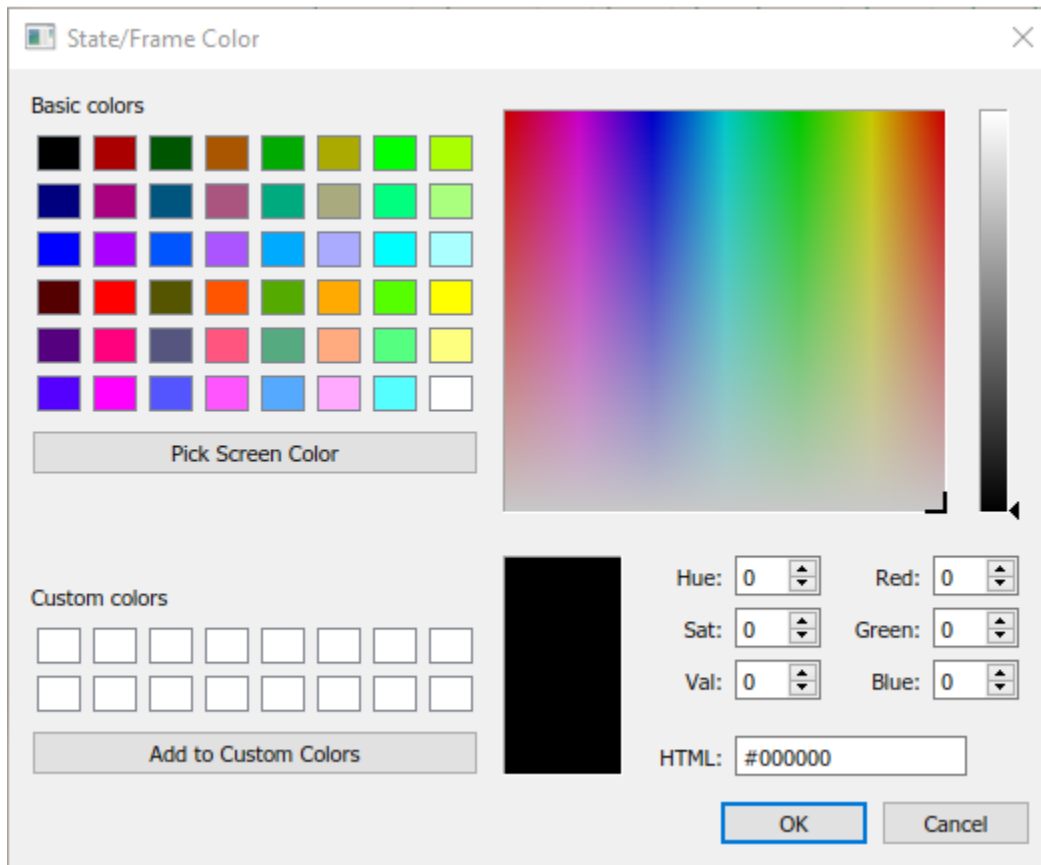 State/Frame Color
Basic colors
Pick Screen Color
Custom colors
Add to Custom Colors
Hue: 0 Red: 0
Sat: 0 Green: 0
Val: 0 Blue: 0
HTML: #000000
OK Cancel